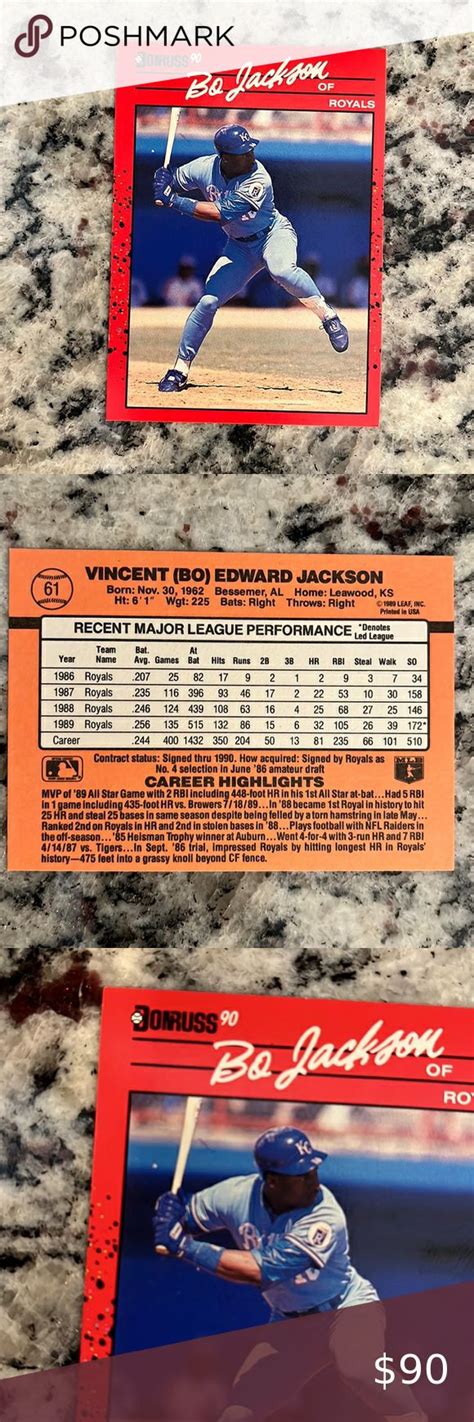 POSHMARK
DONRUSS 90
Bo Jackson
OF
ROYALS
61
VINCENT (BO) EDWARD JACKSON
Born: Nov. 30, 1962 Bessemer, AL Home: Leawood, KS
Ht: 6'1" Wgt: 225 Bats: Right Throws: Right
©1989 LEAF, INC.
Printed in USA
RECENT MAJOR LEAGUE PERFORMANCE *Denotes Led League
Year Team Name Bat. Avg. Games At Bat Hits Runs 2B 3B HR RBI Steal Walk SO
1986 Royals .207 25 82 17 9 2 1 2 9 3 7 34
1987 Royals .235 116 396 93 46 17 2 22 53 10 30 158
1988 Royals .246 124 439 108 63 16 4 25 68 27 25 146
1989 Royals .256 135 515 132 86 15 6 32 105 26 39 172*
Career .244 400 1432 350 204 50 13 81 235 66 101 510
Contract status: Signed thru 1990. How acquired: Signed by Royals as
No. 4 selection in June '86 amateur draft
MLB
CAREER HIGHLIGHTS
MVP of '89 All Star Game with 2 RBI including 448-foot HR in his 1st All Star at-bat...Had 5 RBI
in 1 game including 435-foot HR vs. Brewers 7/18/89...In '88 became 1st Royal in history to hit
25 HR and steal 25 bases in same season despite being felled by a torn hamstring in late May...
Ranked 2nd on Royals in HR and 2nd in stolen bases in '88...Plays football with NFL Raiders in
the off-season...'85 Heisman Trophy winner at Auburn...Went 4-for-4 with 3-run HR and 7 RBI
4/14/87 vs. Tigers...In Sept. '86 trial, impressed Royals by hitting longest HR in Royals'
history—475 feet into a grassy knoll beyond CF fence.
DONRUSS 90
Bo Jackson
OF
RO
KC
$90